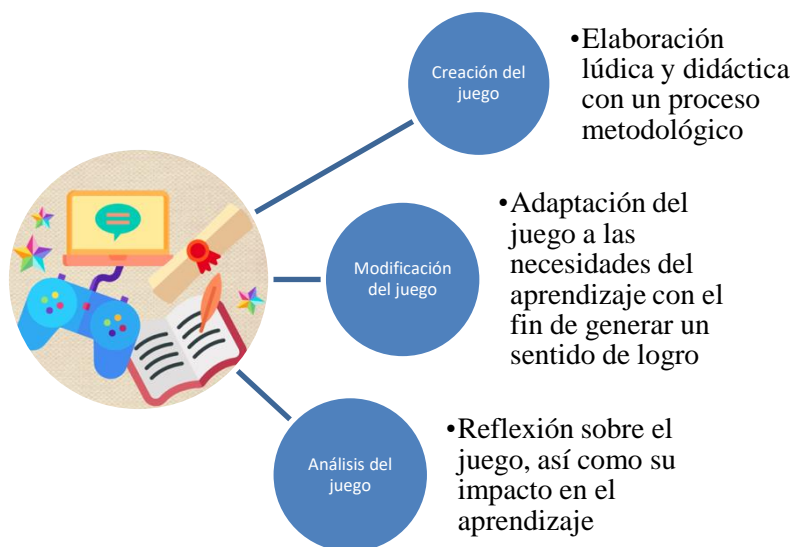 Creación del
juego
•Elaboración
lúdica y didáctica
con un proceso
metodológico
Modificación
del juego
•Adaptación del
juego a las
necesidades del
aprendizaje con el
fin de generar un
sentido de logro
Análisis del
juego
•Reflexión sobre el
juego, así como su
impacto en el
aprendizaje